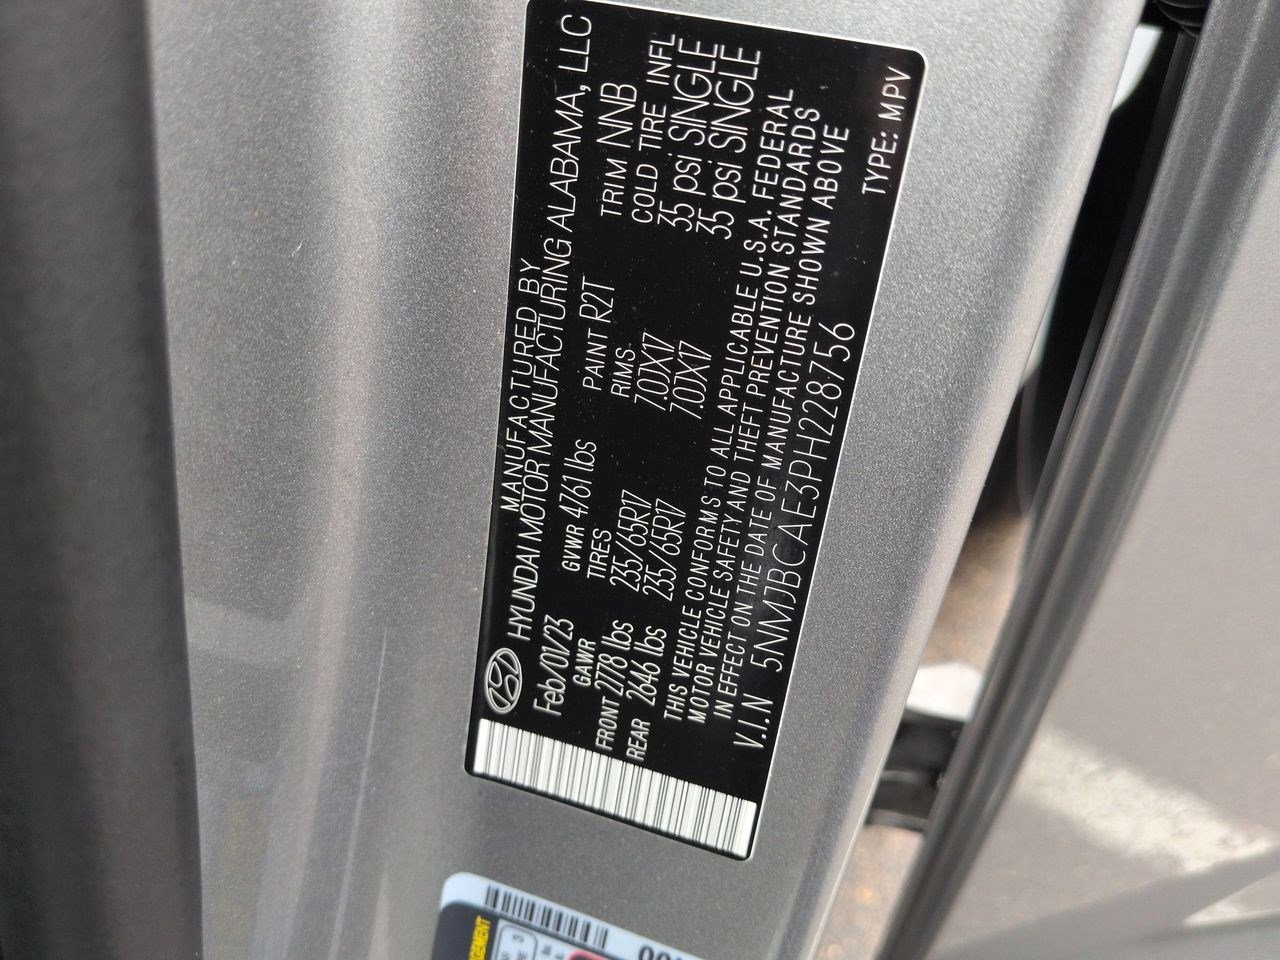 MANUFACTURED BY
HYUNDAI MOTOR MANUFACTURING ALABAMA, LLC
Feb/01/23 GVWR 4761 lbs PAINT R2T TRIM NNB
GAWR TIRES RIMS COLD TIRE INFL
FRONT 2778 lbs 235/65R17 7.0JX17 35 psi SINGLE
REAR 2646 lbs 235/65R17 7.0JX17 35 psi SINGLE
THIS VEHICLE CONFORMS TO ALL APPLICABLE U.S.A. FEDERAL
MOTOR VEHICLE SAFETY AND THEFT PREVENTION STANDARDS
IN EFFECT ON THE DATE OF MANUFACTURE SHOWN ABOVE
V.I.N 5NMJBCAE3PH228756 TYPE: MPV